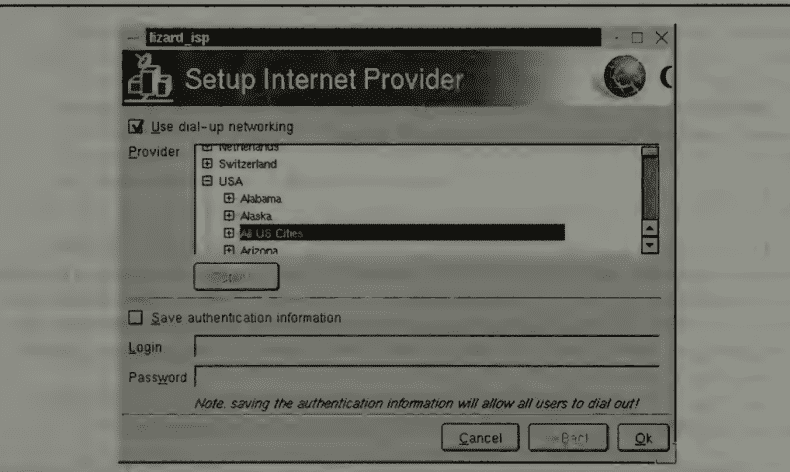 lizard_isp
Setup Internet Provider
Use dial-up networking
Provider
Netherlands
Switzerland
USA
Alabama
Alaska
All US Cities
Arizona
Save authentication information
Login
Password
Note. saving the authentication information will allow all users to dial out!
Cancel
Ok